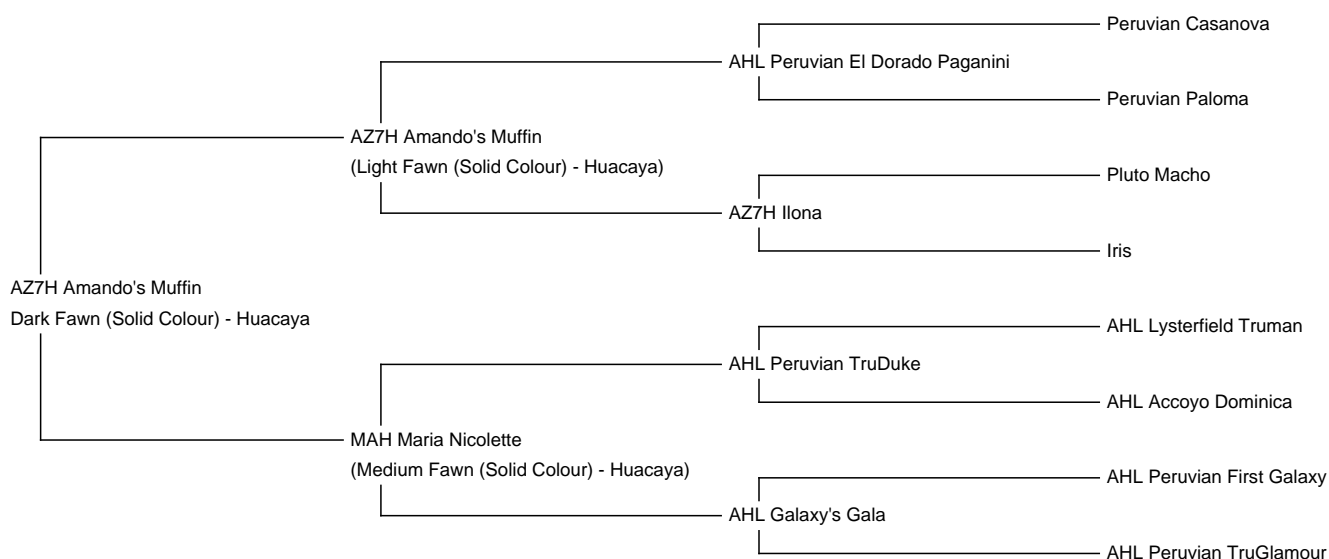 Peruvian Casanova
AHL Peruvian El Dorado Paganini
Peruvian Paloma
AZ7H Amando's Muffin
(Light Fawn (Solid Colour) - Huacaya)
Pluto Macho
AZ7H Ilona
Iris
AZ7H Amando's Muffin
Dark Fawn (Solid Colour) - Huacaya
AHL Lysterfield Truman
AHL Peruvian TruDuke
AHL Accoyo Dominica
MAH Maria Nicolette
(Medium Fawn (Solid Colour) - Huacaya)
AHL Peruvian First Galaxy
AHL Galaxy's Gala
AHL Peruvian TruGlamour